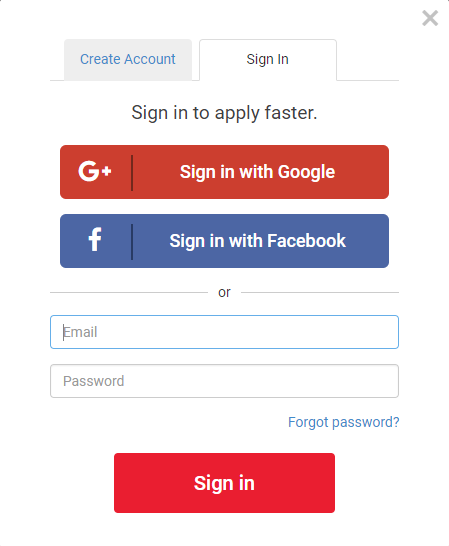 Create Account
Sign In
Sign in to apply faster.
G+
Sign in with Google
f
Sign in with Facebook
or
Email
Password
Forgot password?
Sign in